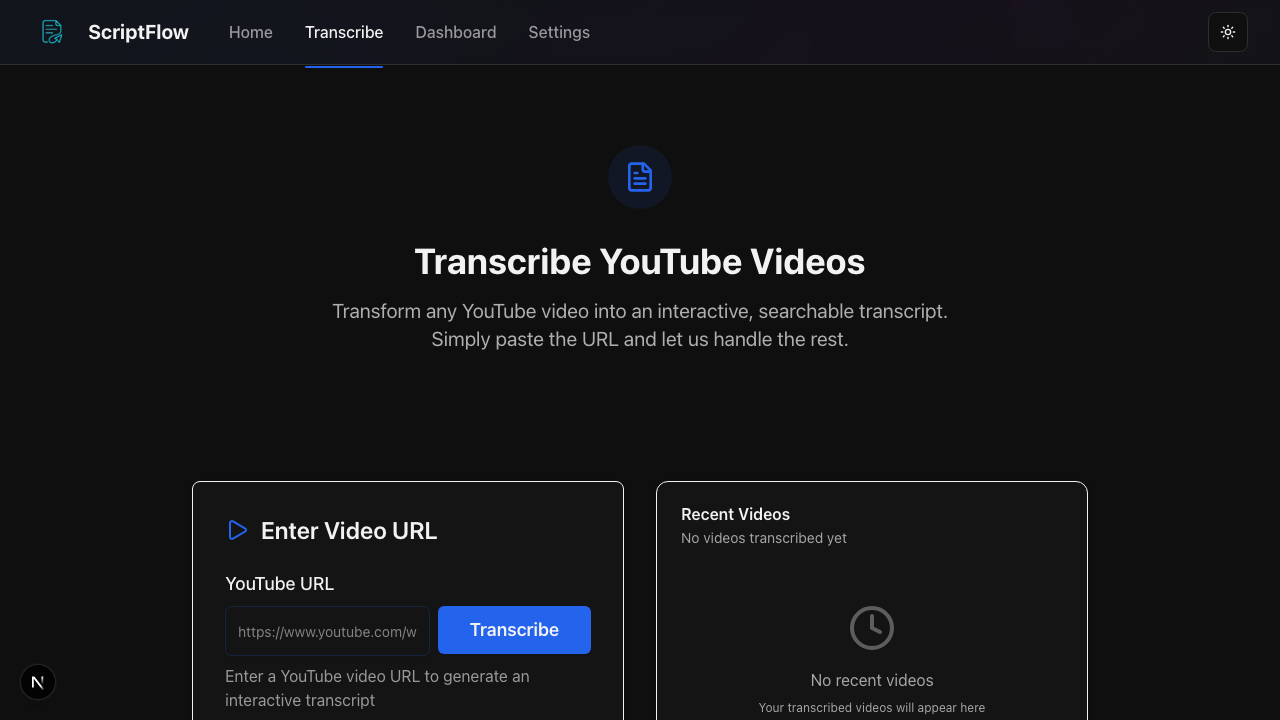 ScriptFlow
Home
Transcribe
Dashboard
Settings
Transcribe YouTube Videos
Transform any YouTube video into an interactive, searchable transcript.
Simply paste the URL and let us handle the rest.
Enter Video URL
YouTube URL
https://www.youtube.com/w
Transcribe
Enter a YouTube video URL to generate an
interactive transcript
Recent Videos
No videos transcribed yet
No recent videos
Your transcribed videos will appear here
N